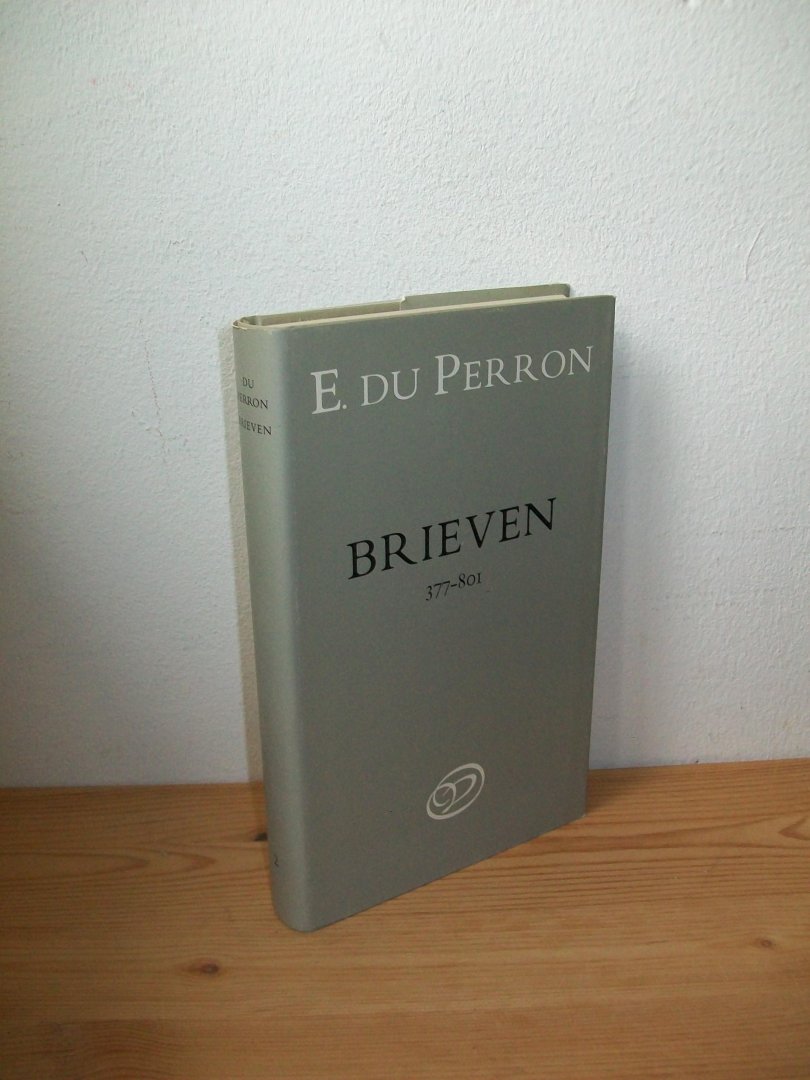 E. DU PERRON
BRIEVEN
377-801
DU
PERRON
BRIEVEN
2